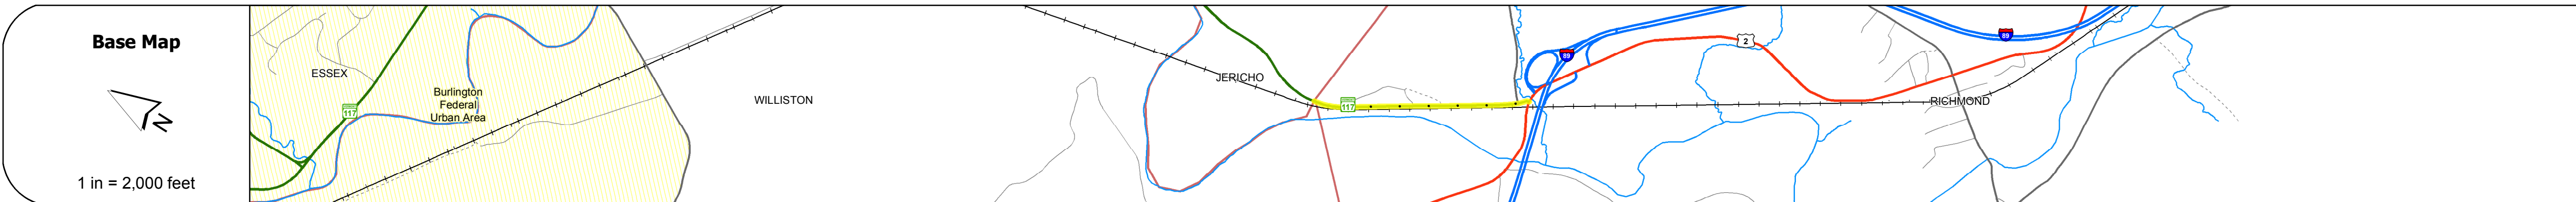 Base Map
N
1 in = 2,000 feet
ESSEX
117
Burlington
Federal
Urban Area
WILLISTON
JERICHO
117
89
2
RICHMOND
89